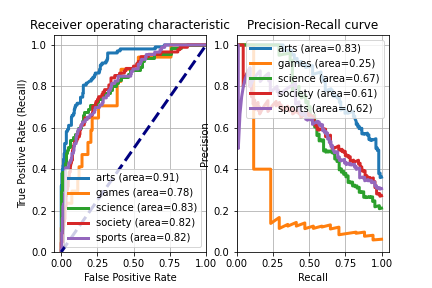 Receiver operating characteristic
True Positive Rate (Recall)
1.0
0.8
0.6
0.4
0.2
0.0
arts (area=0.91)
games (area=0.78)
science (area=0.83)
society (area=0.82)
sports (area=0.82)
0.00 0.25 0.50 0.75 1.00
False Positive Rate
Precision-Recall curve
Precision
1.0
0.8
0.6
0.4
0.2
0.0
arts (area=0.83)
games (area=0.25)
science (area=0.67)
society (area=0.61)
sports (area=0.62)
0.00 0.25 0.50 0.75 1.00
Recall